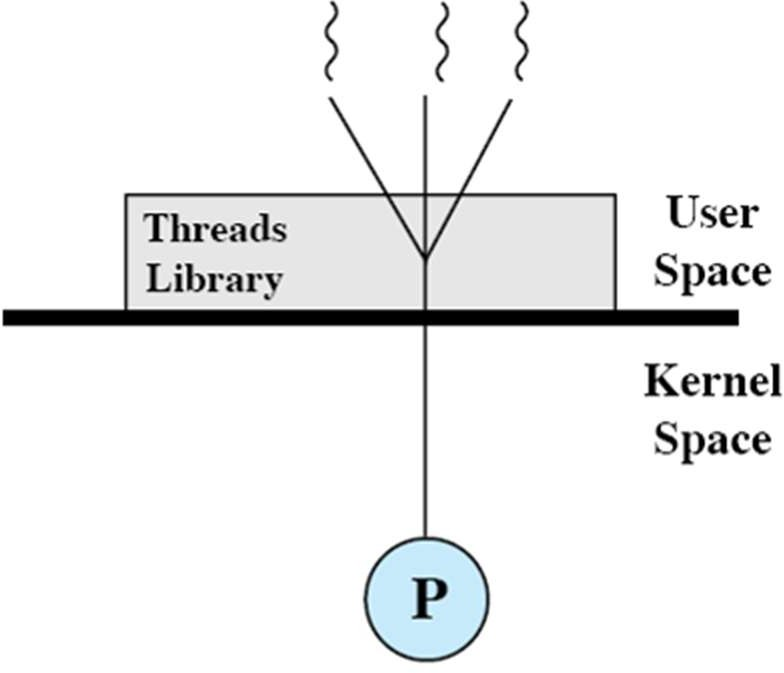 Threads
Library
User
Space
Kernel
Space
P